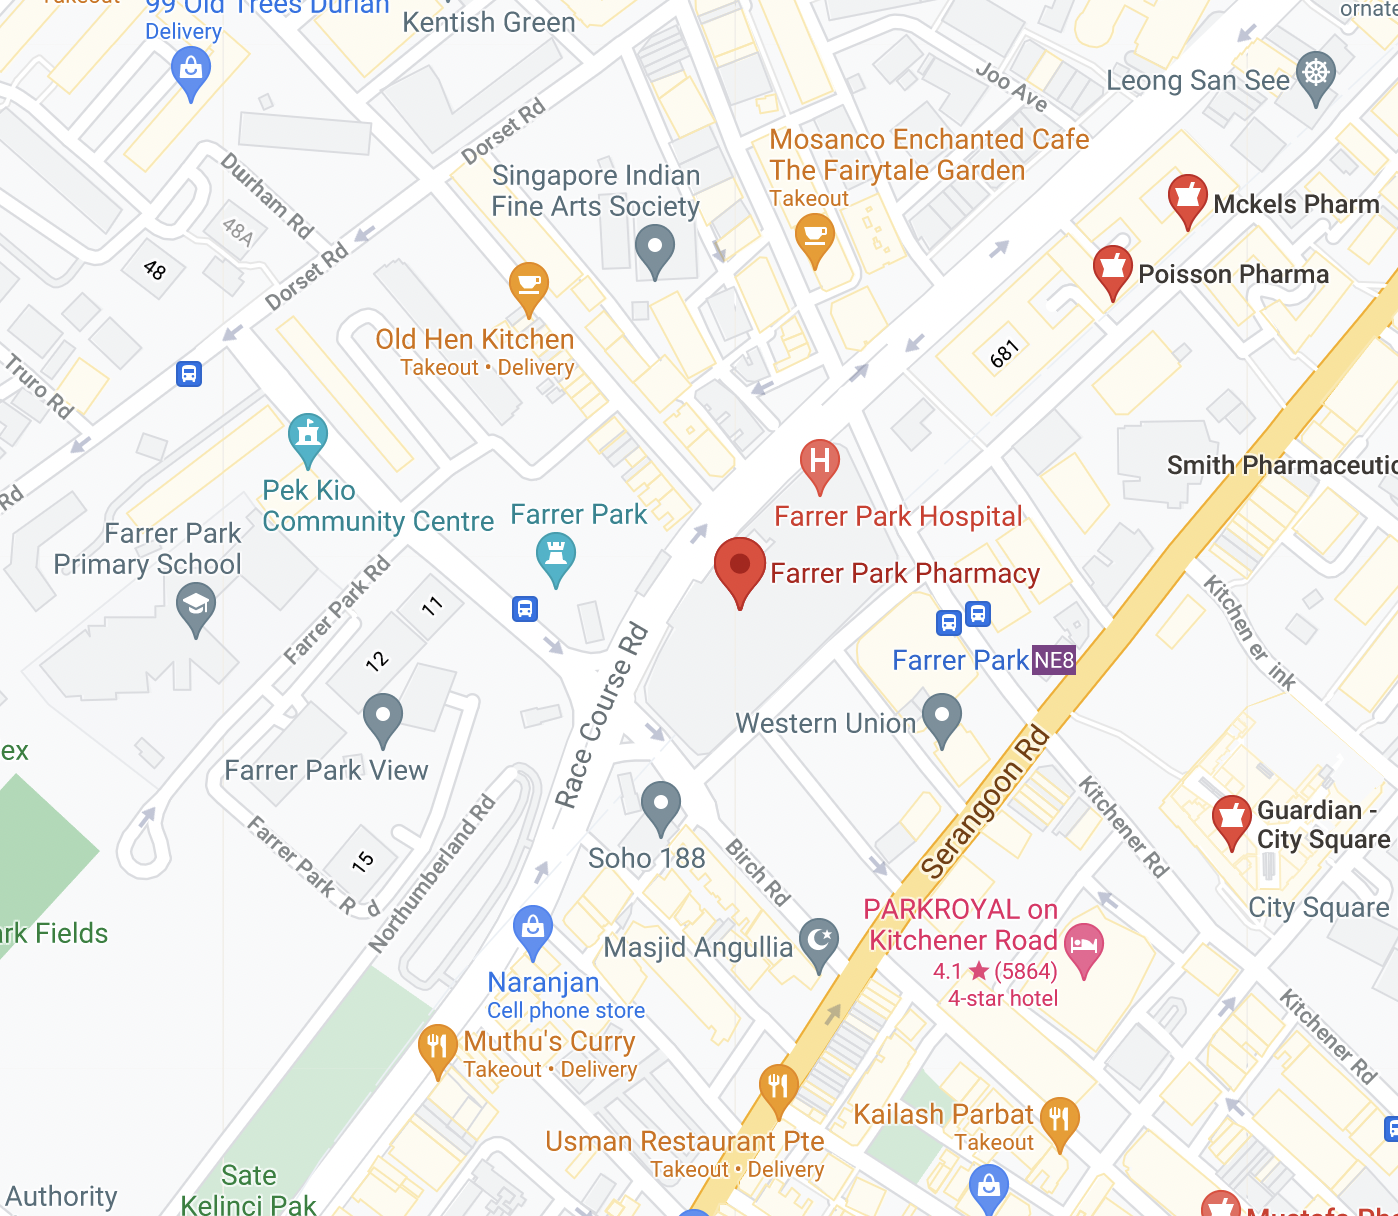 Takeout
99 Old Trees Durian
Delivery
Kentish Green
ornate
Joo Ave
Leong San See
Dorset Rd
Mosanco Enchanted Cafe
The Fairytale Garden
Takeout
Singapore Indian
Fine Arts Society
Durham Rd
48A
48
Mckels Pharm
Poisson Pharma
Dorset Rd
Old Hen Kitchen
Takeout • Delivery
681
Truro Rd
Smith Pharmaceutic
Rd
Pek Kio
Community Centre
Farrer Park
Farrer Park Hospital
Farrer Park
Primary School
Farrer Park Pharmacy
Farrer Park Rd
11
12
Kitchen er ink
Farrer Park NE8
Race Course Rd
Western Union
ex
Farrer Park View
Serangoon Rd
Kitchener Rd
Guardian -
City Square
Farrer Park R d
15
Northumberland Rd
Soho 188
Birch Rd
City Square
PARKROYAL on
Kitchener Road
4.1 ★ (5864)
4-star hotel
ark Fields
Masjid Angullia
Naranjan
Cell phone store
Kitchener Rd
Muthu's Curry
Takeout • Delivery
Kailash Parbat
Takeout
Usman Restaurant Pte
Takeout • Delivery
Sate
Kelinci Pak
Authority
Mustafa Pha